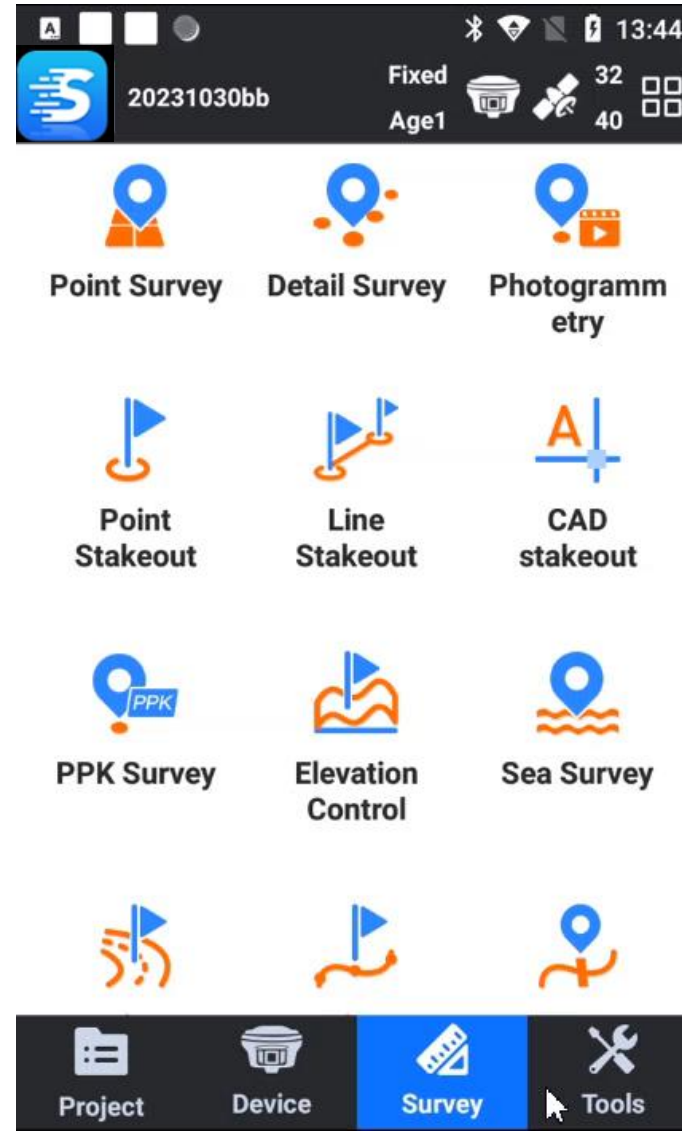 A
13:44
S
20231030bb
Fixed
32
Age1
40
Point Survey
Detail Survey
Photogramm
etry
A
Point
Stakeout
Line
Stakeout
CAD
stakeout
PPK
PPK Survey
Elevation
Control
Sea Survey
Project
Device
Survey
Tools